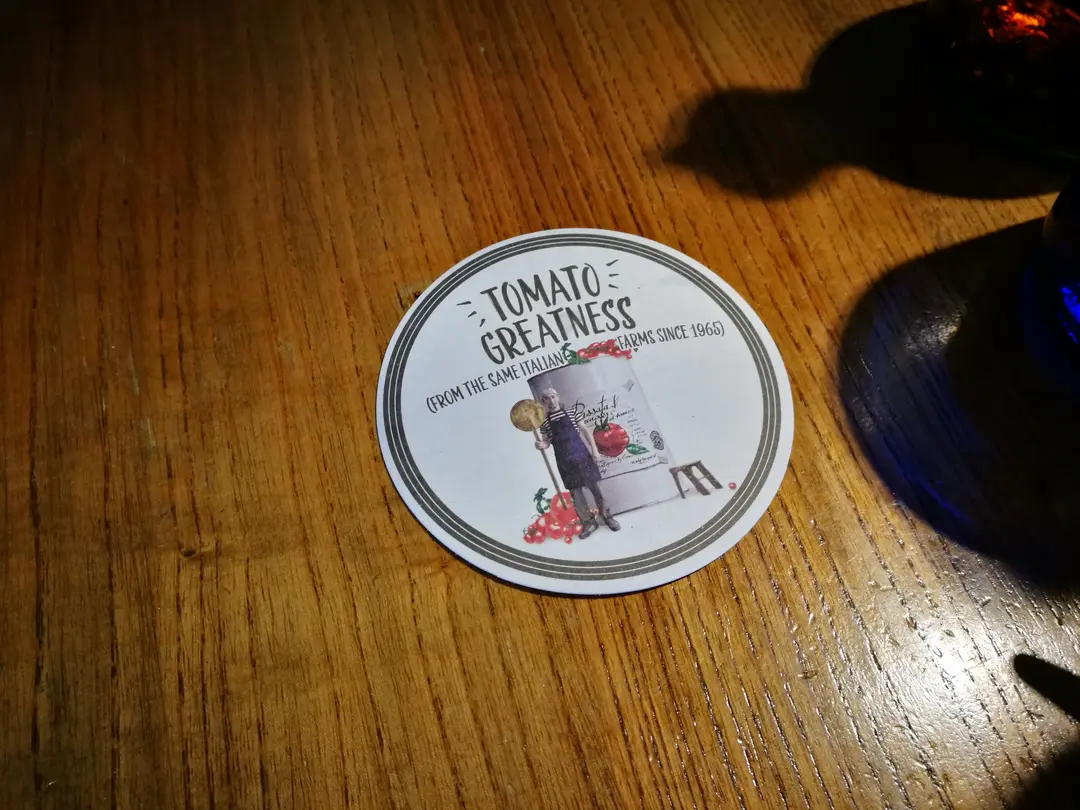 TOMATO
GREATNESS
(FROM THE SAME ITALIAN FARMS SINCE 1965)
Passata